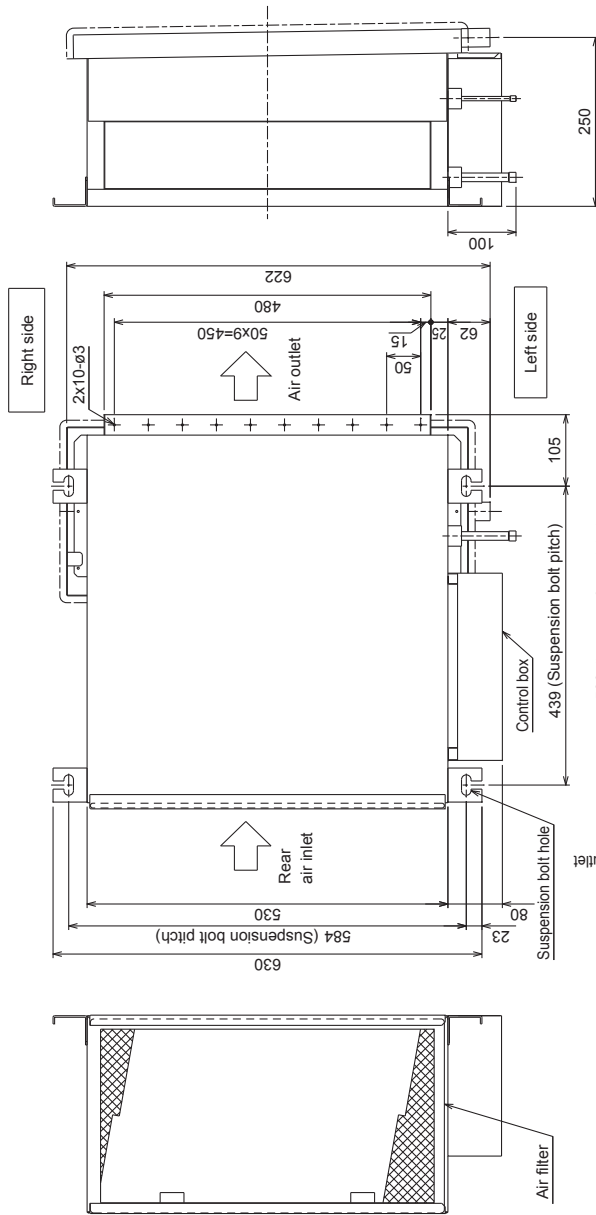 250
100
Right side
Left side
622
480
50x9=450
15
25
62
50
2x10-ø3
Air outlet
105
439 (Suspension bolt pitch)
Control box
Rear
air inlet
Suspension bolt hole
530
584 (Suspension bolt pitch)
630
80
23
Air filter